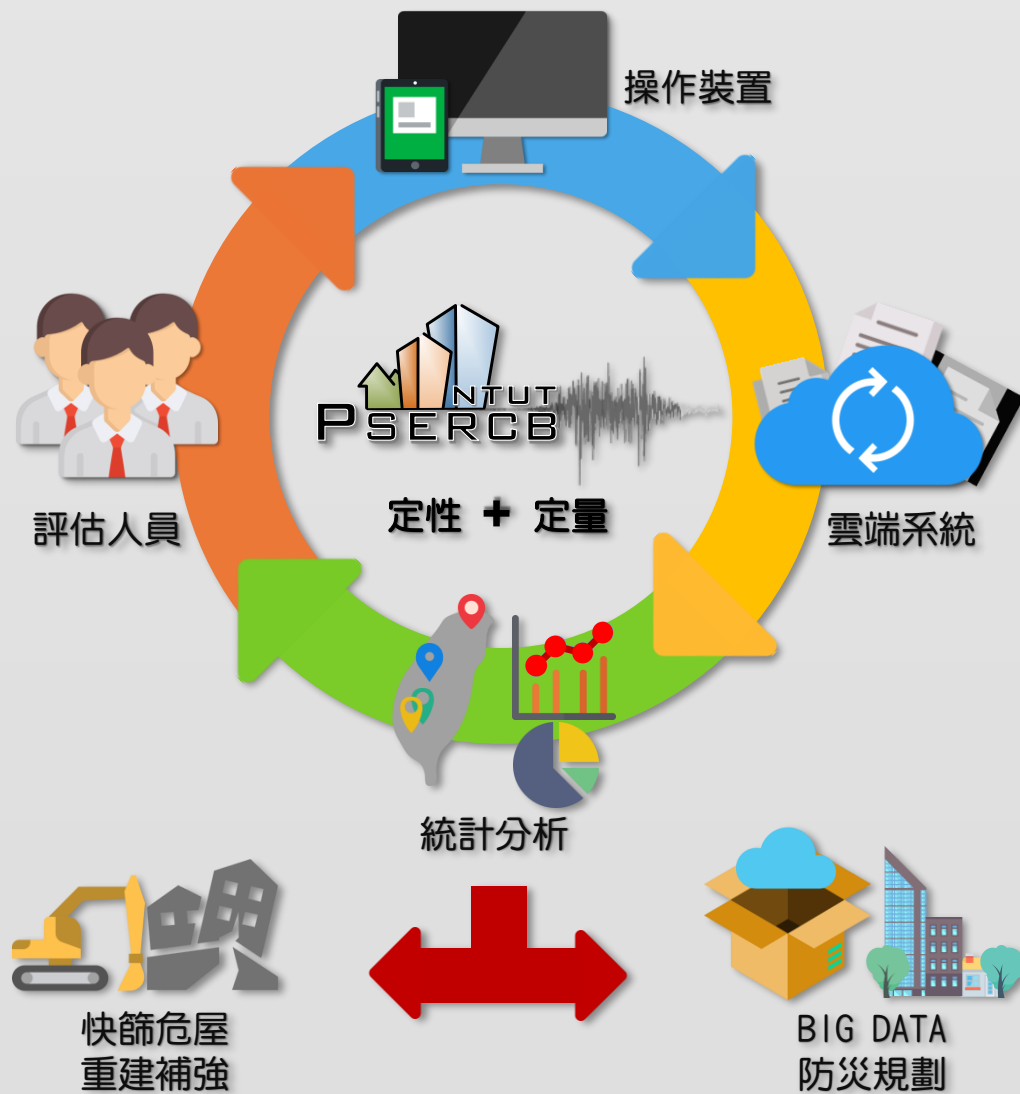 操作裝置
NTUT
PSERCB
定性 + 定量
評估人員
雲端系統
統計分析
快篩危屋
重建補強
BIG DATA
防災規劃